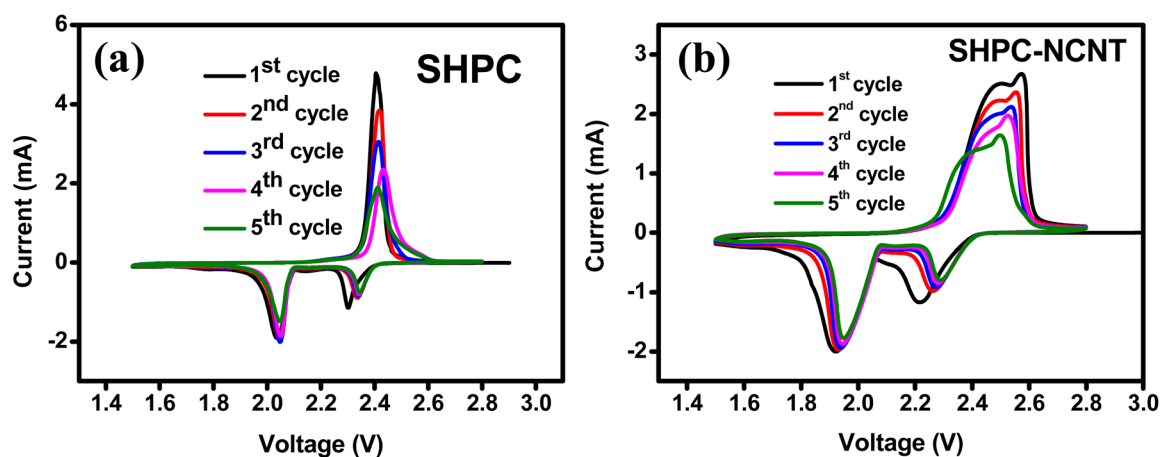 (a)
SHPC
1st cycle
2nd cycle
3rd cycle
4th cycle
5th cycle
6
4
2
0
-2
Current (mA)
1.4 1.6 1.8 2.0 2.2 2.4 2.6 2.8 3.0
Voltage (V)
(b)
SHPC-NCNT
1st cycle
2nd cycle
3rd cycle
4th cycle
5th cycle
3
2
1
0
-1
-2
Current (mA)
1.4 1.6 1.8 2.0 2.2 2.4 2.6 2.8 3.0
Voltage (V)